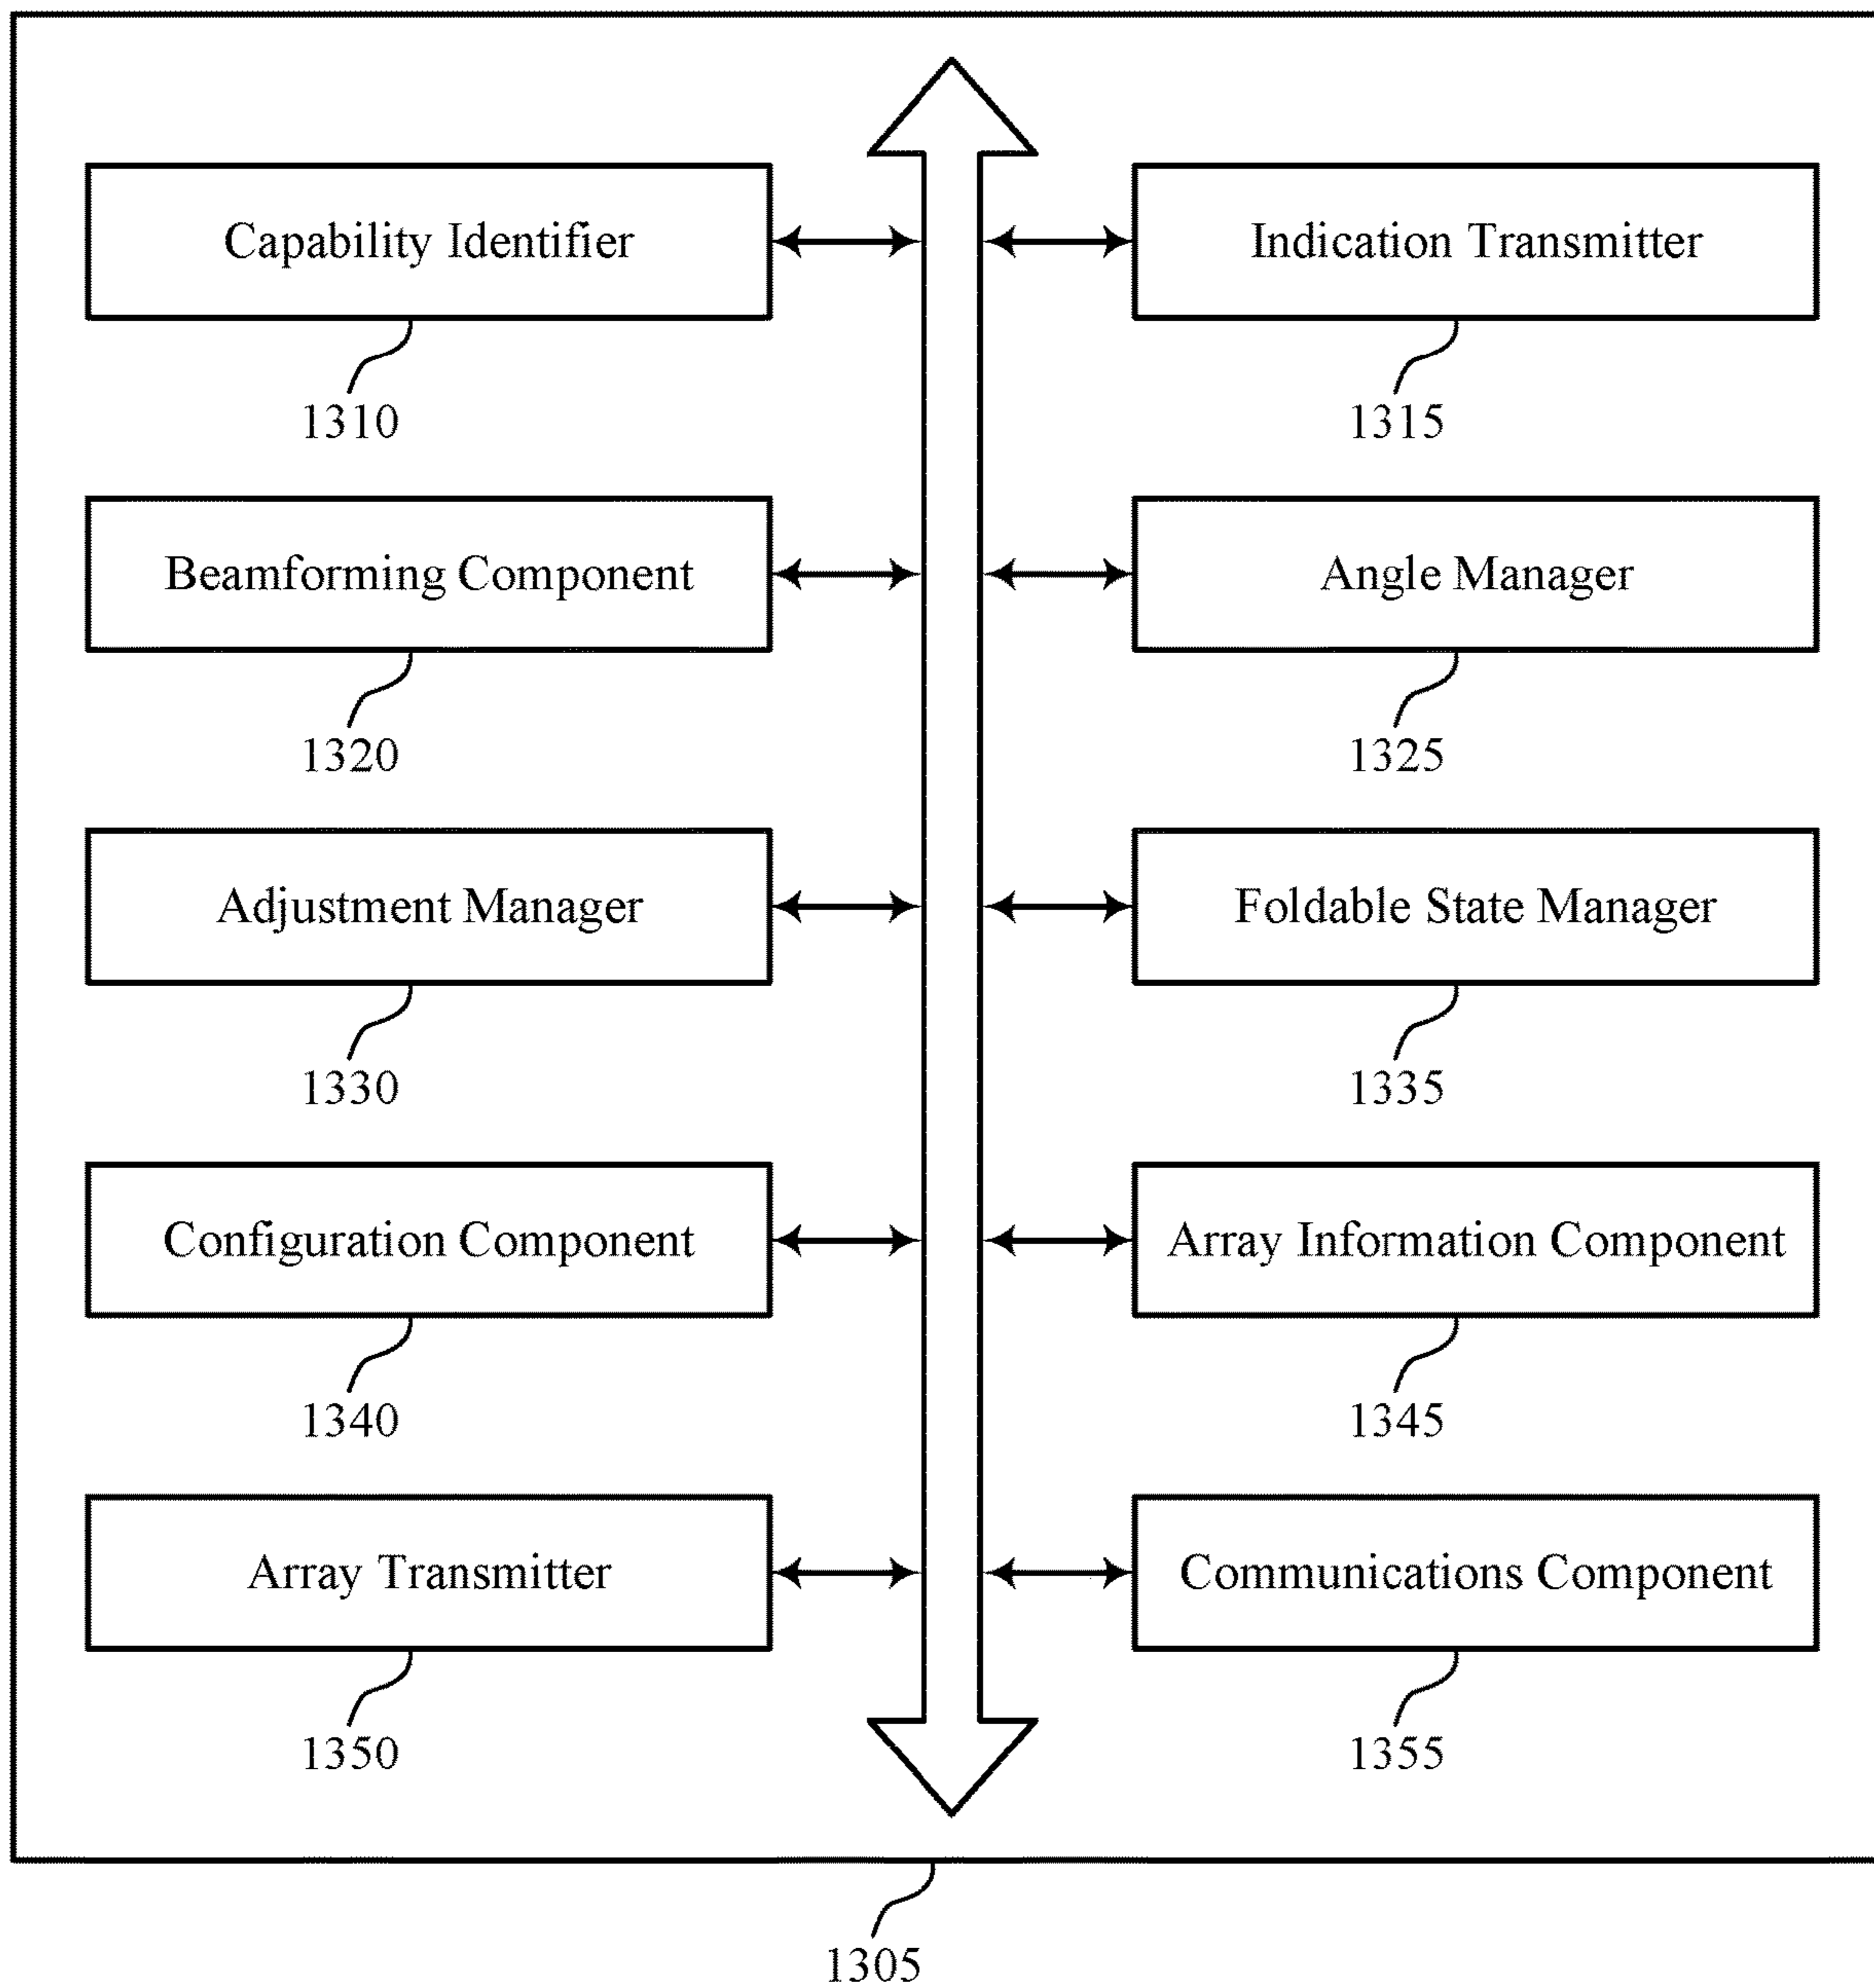 Capability Identifier
Indication Transmitter
1310
1315
Beamforming Component
Angle Manager
1320
1325
Adjustment Manager
Foldable State Manager
1330
1335
Configuration Component
Array Information Component
1340
1345
Array Transmitter
Communications Component
1350
1355
1305